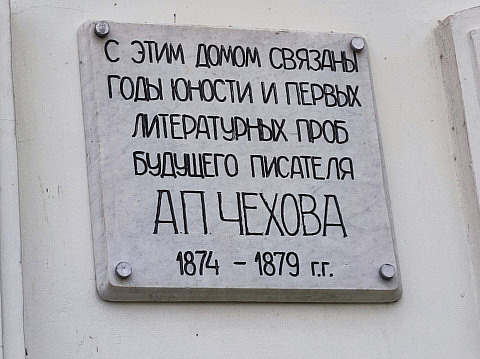 С ЭТИМ ДОМОМ СВЯЗАНЫ
ГОДЫ ЮНОСТИ И ПЕРВЫХ
ЛИТЕРАТУРНЫХ ПРОБ
БУДУЩЕГО ПИСАТЕЛЯ
А.П. ЧЕХОВА
1874 – 1879 г.г.